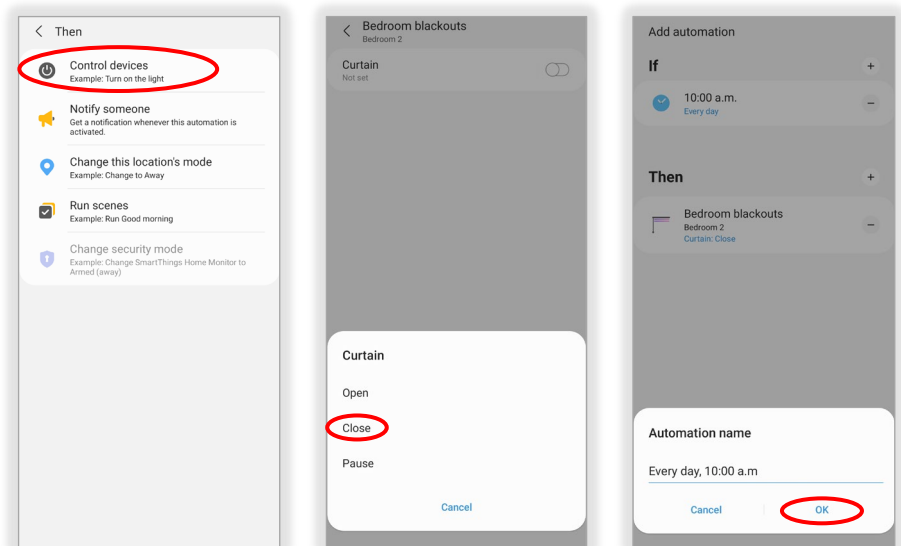 Then
Control devices
Example: Turn on the light
Notify someone
Get a notification whenever this automation is
activated.
Change this location's mode
Example: Change to Away
Run scenes
Example: Run Good morning
Change security mode
Example: Change SmartThings Home Monitor to
Armed (away)
Bedroom blackouts
Bedroom 2
Curtain
Not set
Curtain
Open
Close
Pause
Cancel
Add automation
If
+
10:00 a.m.
Every day
Then
+
Bedroom blackouts
Bedroom 2
Curtain: Close
Automation name
Every day, 10:00 a.m
Cancel
OK